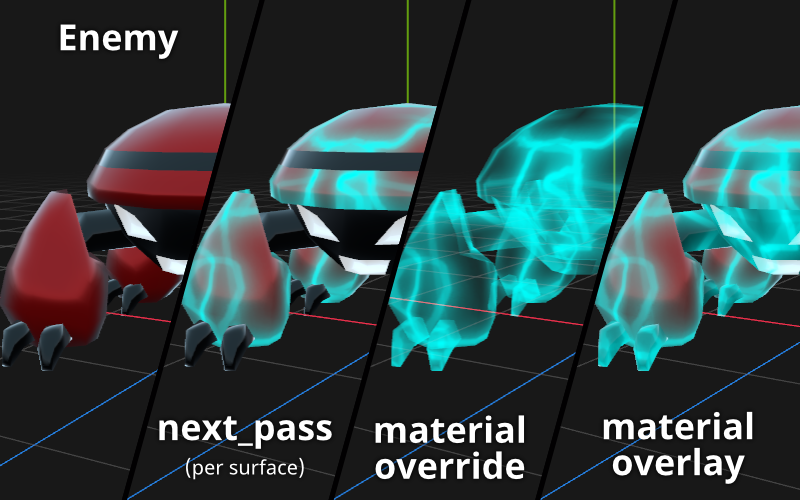 Enemy
next_pass
(per surface)
material
override
material
overlay